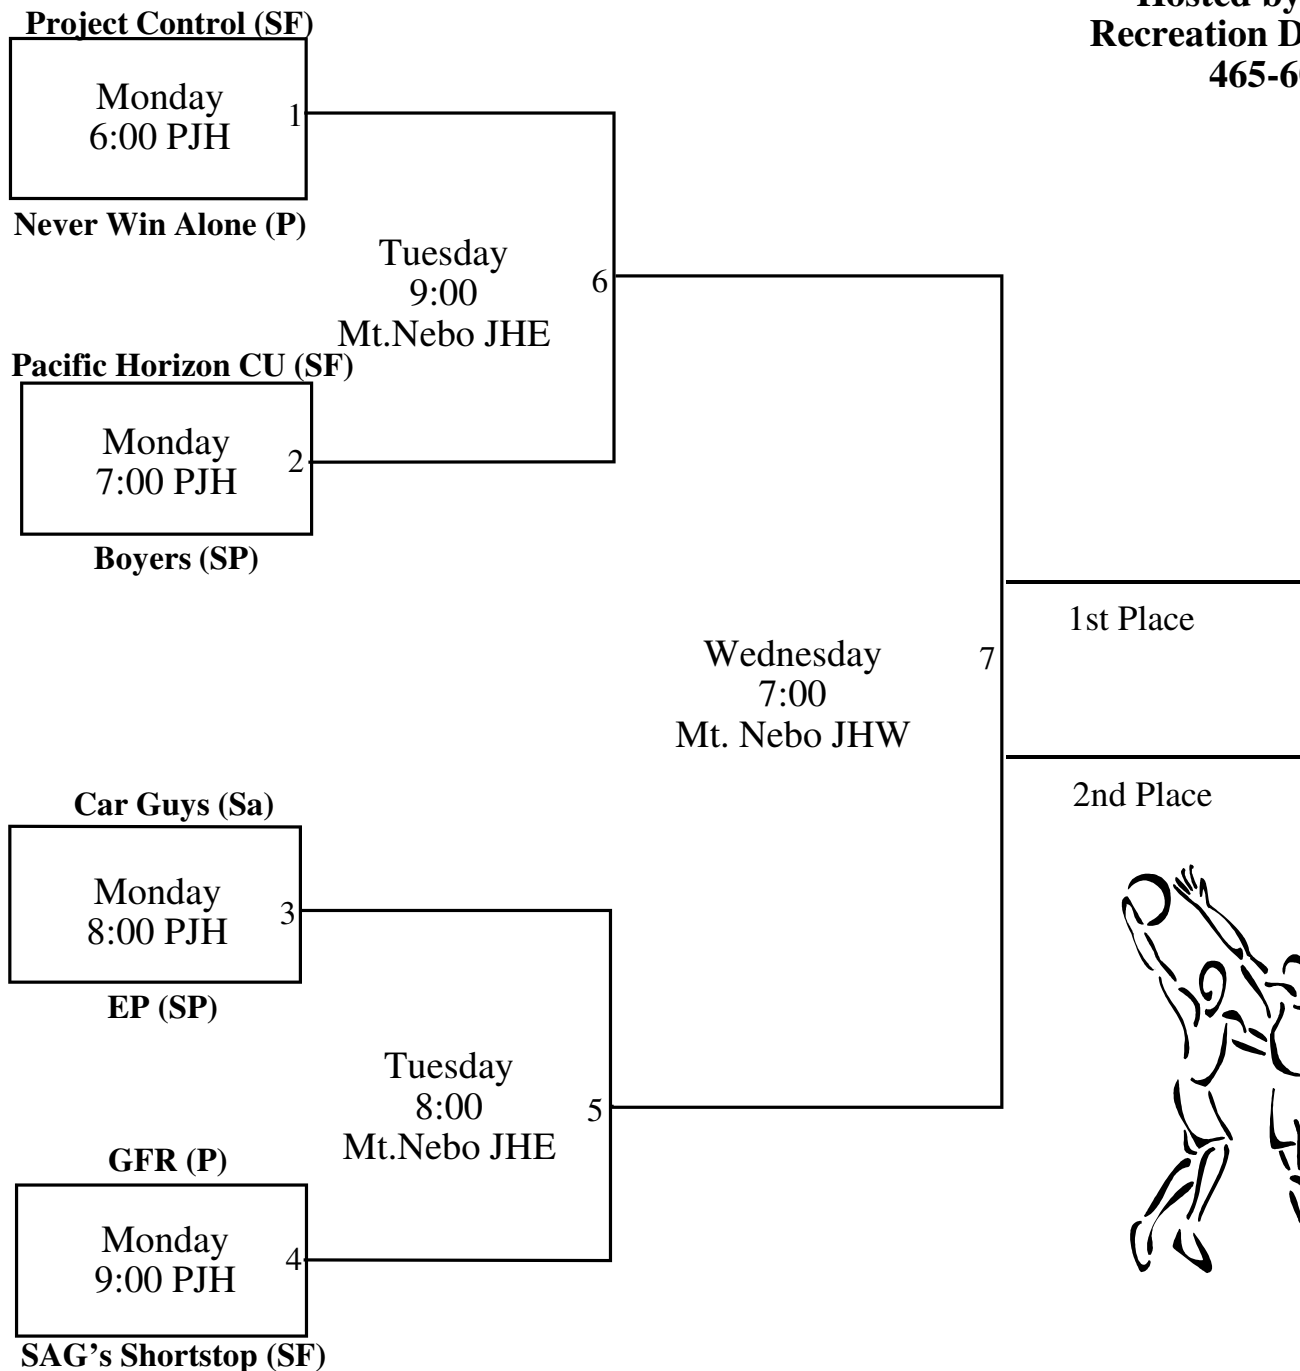 Hosted by
Recreation D
465-6
Project Control (SF)
Monday
6:00 PJH
1
Never Win Alone (P)
Tuesday
9:00
Mt.Nebo JHE
6
Pacific Horizon CU (SF)
Monday
7:00 PJH
2
Boyers (SP)
1st Place
Wednesday
7:00
Mt. Nebo JHW
7
2nd Place
Car Guys (Sa)
Monday
8:00 PJH
3
EP (SP)
Tuesday
8:00
Mt.Nebo JHE
5
GFR (P)
Monday
9:00 PJH
4
SAG’s Shortstop (SF)